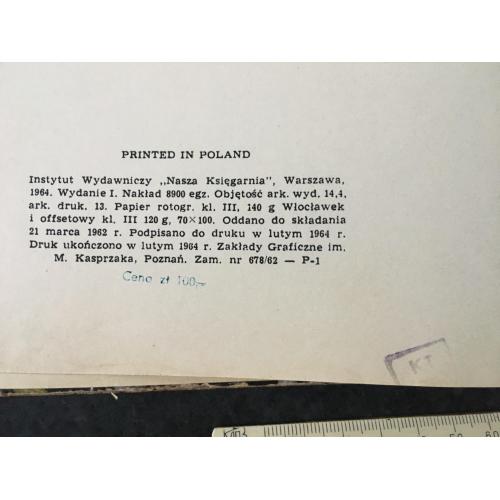 PRINTED IN POLAND
Instytut Wydawniczy „Nasza Księgarnia", Warszawa,
1964. Wydanie I. Nakład 8900 egz. Objętość ark. wyd. 14,4,
ark. druk. 13. Papier rotogr. kl. III, 140 g Włocławek
i offsetowy kl. III 120 g, 70×100. Oddano do składania
21 marca 1962 r. Podpisano do druku w lutym 1964 r.
Druk ukończono w lutym 1964 r. Zakłady Graficzne im.
M. Kasprzaka, Poznań. Zam. nr 678/62 — P-1
Cena zł 100,—
KT
50 60